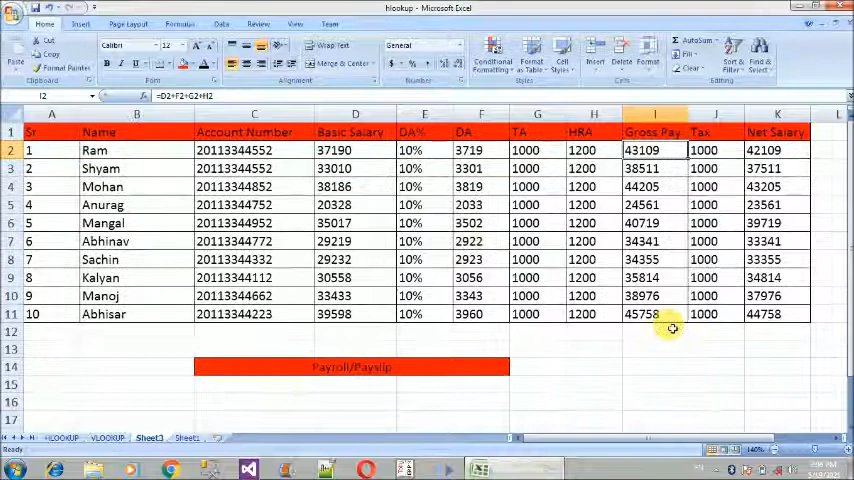 hlookup - Microsoft Excel
Home Insert Page Layout Formulas Data Review View Team
Cut
Copy
Format Painter
Paste
Clipboard
Calibri 12
Font
Wrap Text
Merge & Center
Alignment
General
Number
Conditional Formatting
Format as Table
Cell Styles
Styles
Insert Delete Format
Cells
AutoSum
Fill
Clear
Sort & Filter
Find & Select
Editing
I2 fx =D2+F2+G2+H2
A B C D E F G H I J K L
1 Sr Name Account Number Basic Salary DA% DA TA HRA Gross Pay Tax Net Salary
2 1 Ram 20113344552 37190 10% 3719 1000 1200 43109 1000 42109
3 2 Shyam 20113344552 33010 10% 3301 1000 1200 38511 1000 37511
4 3 Mohan 20113344852 38186 10% 3819 1000 1200 44205 1000 43205
5 4 Anurag 20113344752 20328 10% 2033 1000 1200 24561 1000 23561
6 5 Mangal 20113344952 35017 10% 3502 1000 1200 40719 1000 39719
7 6 Abhinav 20113344772 29219 10% 2922 1000 1200 34341 1000 33341
8 7 Sachin 20113344332 29232 10% 2923 1000 1200 34355 1000 33355
9 8 Kalyan 20113344112 30558 10% 3056 1000 1200 35814 1000 34814
10 9 Manoj 20113344662 33433 10% 3343 1000 1200 38976 1000 37976
11 10 Abhisar 20113344223 39598 10% 3960 1000 1200 45758 1000 44758
12
13
14 Payroll/Payslip
15
16
17
HLOOKUP VLOOKUP Sheet3 Sheet1
Ready 140%